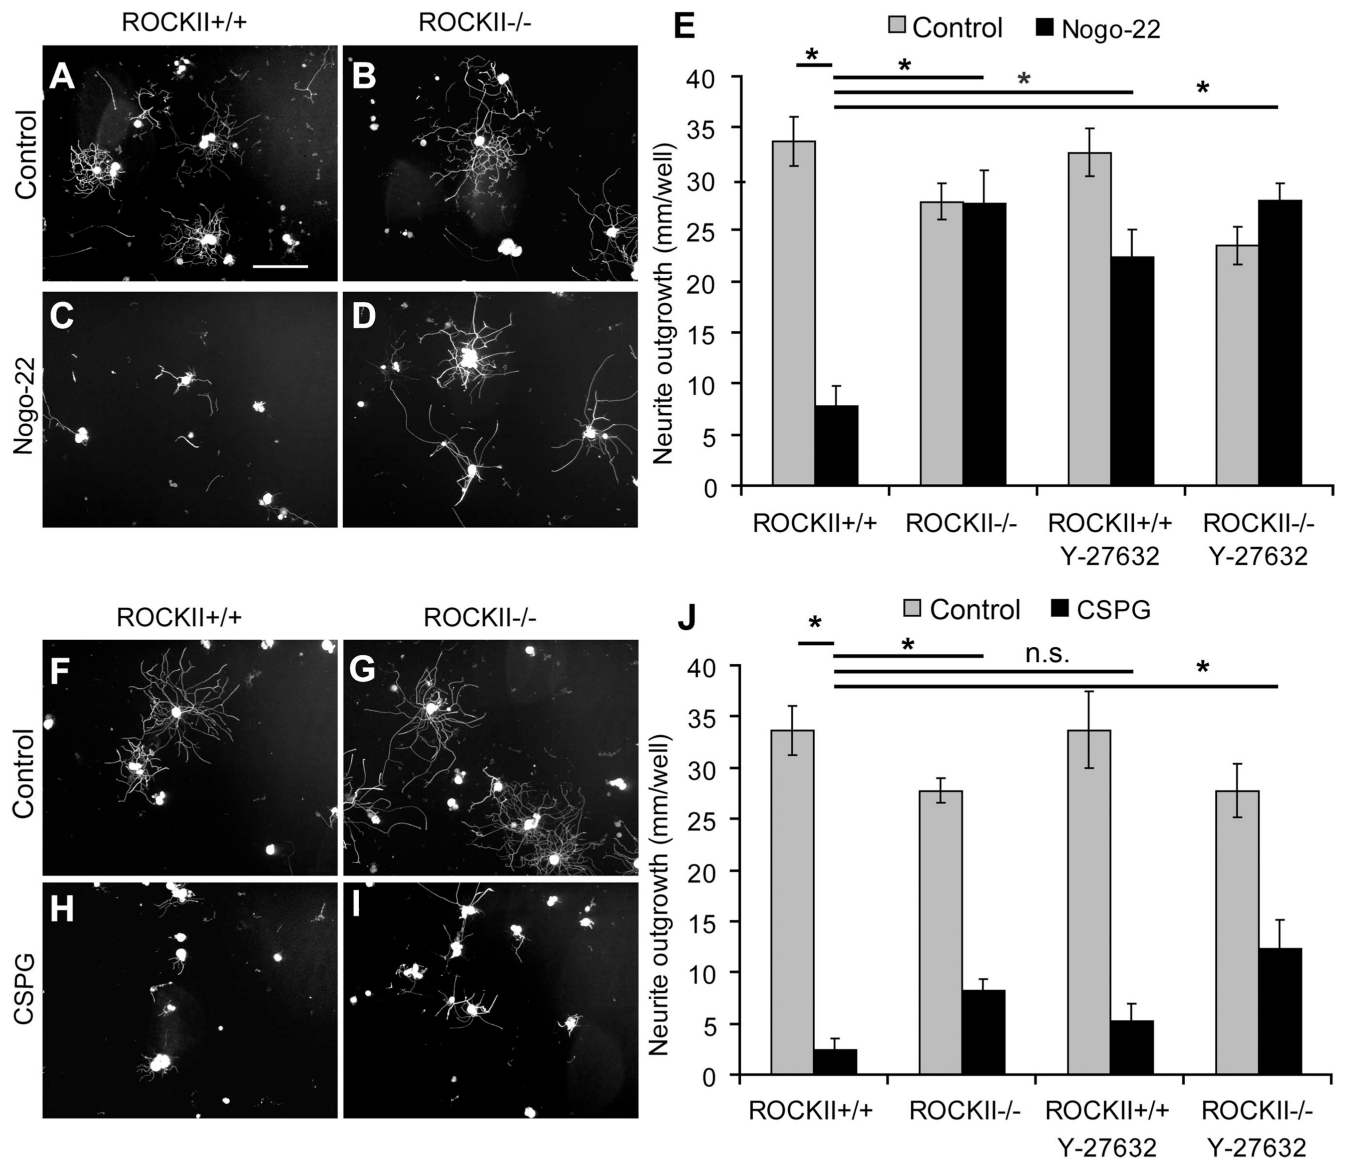 ROCKII+/+
ROCKII-/-
Control
Nogo-22
A
B
C
D
E
Control
Nogo-22
*
*
*
*
Neurite outgrowth (mm/well)
40
35
30
25
20
15
10
5
0
ROCKII+/+
ROCKII-/-
ROCKII+/+
Y-27632
ROCKII-/-
Y-27632
ROCKII+/+
ROCKII-/-
Control
CSPG
F
G
H
I
J
Control
CSPG
*
*
n.s.
*
Neurite outgrowth (mm/well)
40
35
30
25
20
15
10
5
0
ROCKII+/+
ROCKII-/-
ROCKII+/+
Y-27632
ROCKII-/-
Y-27632